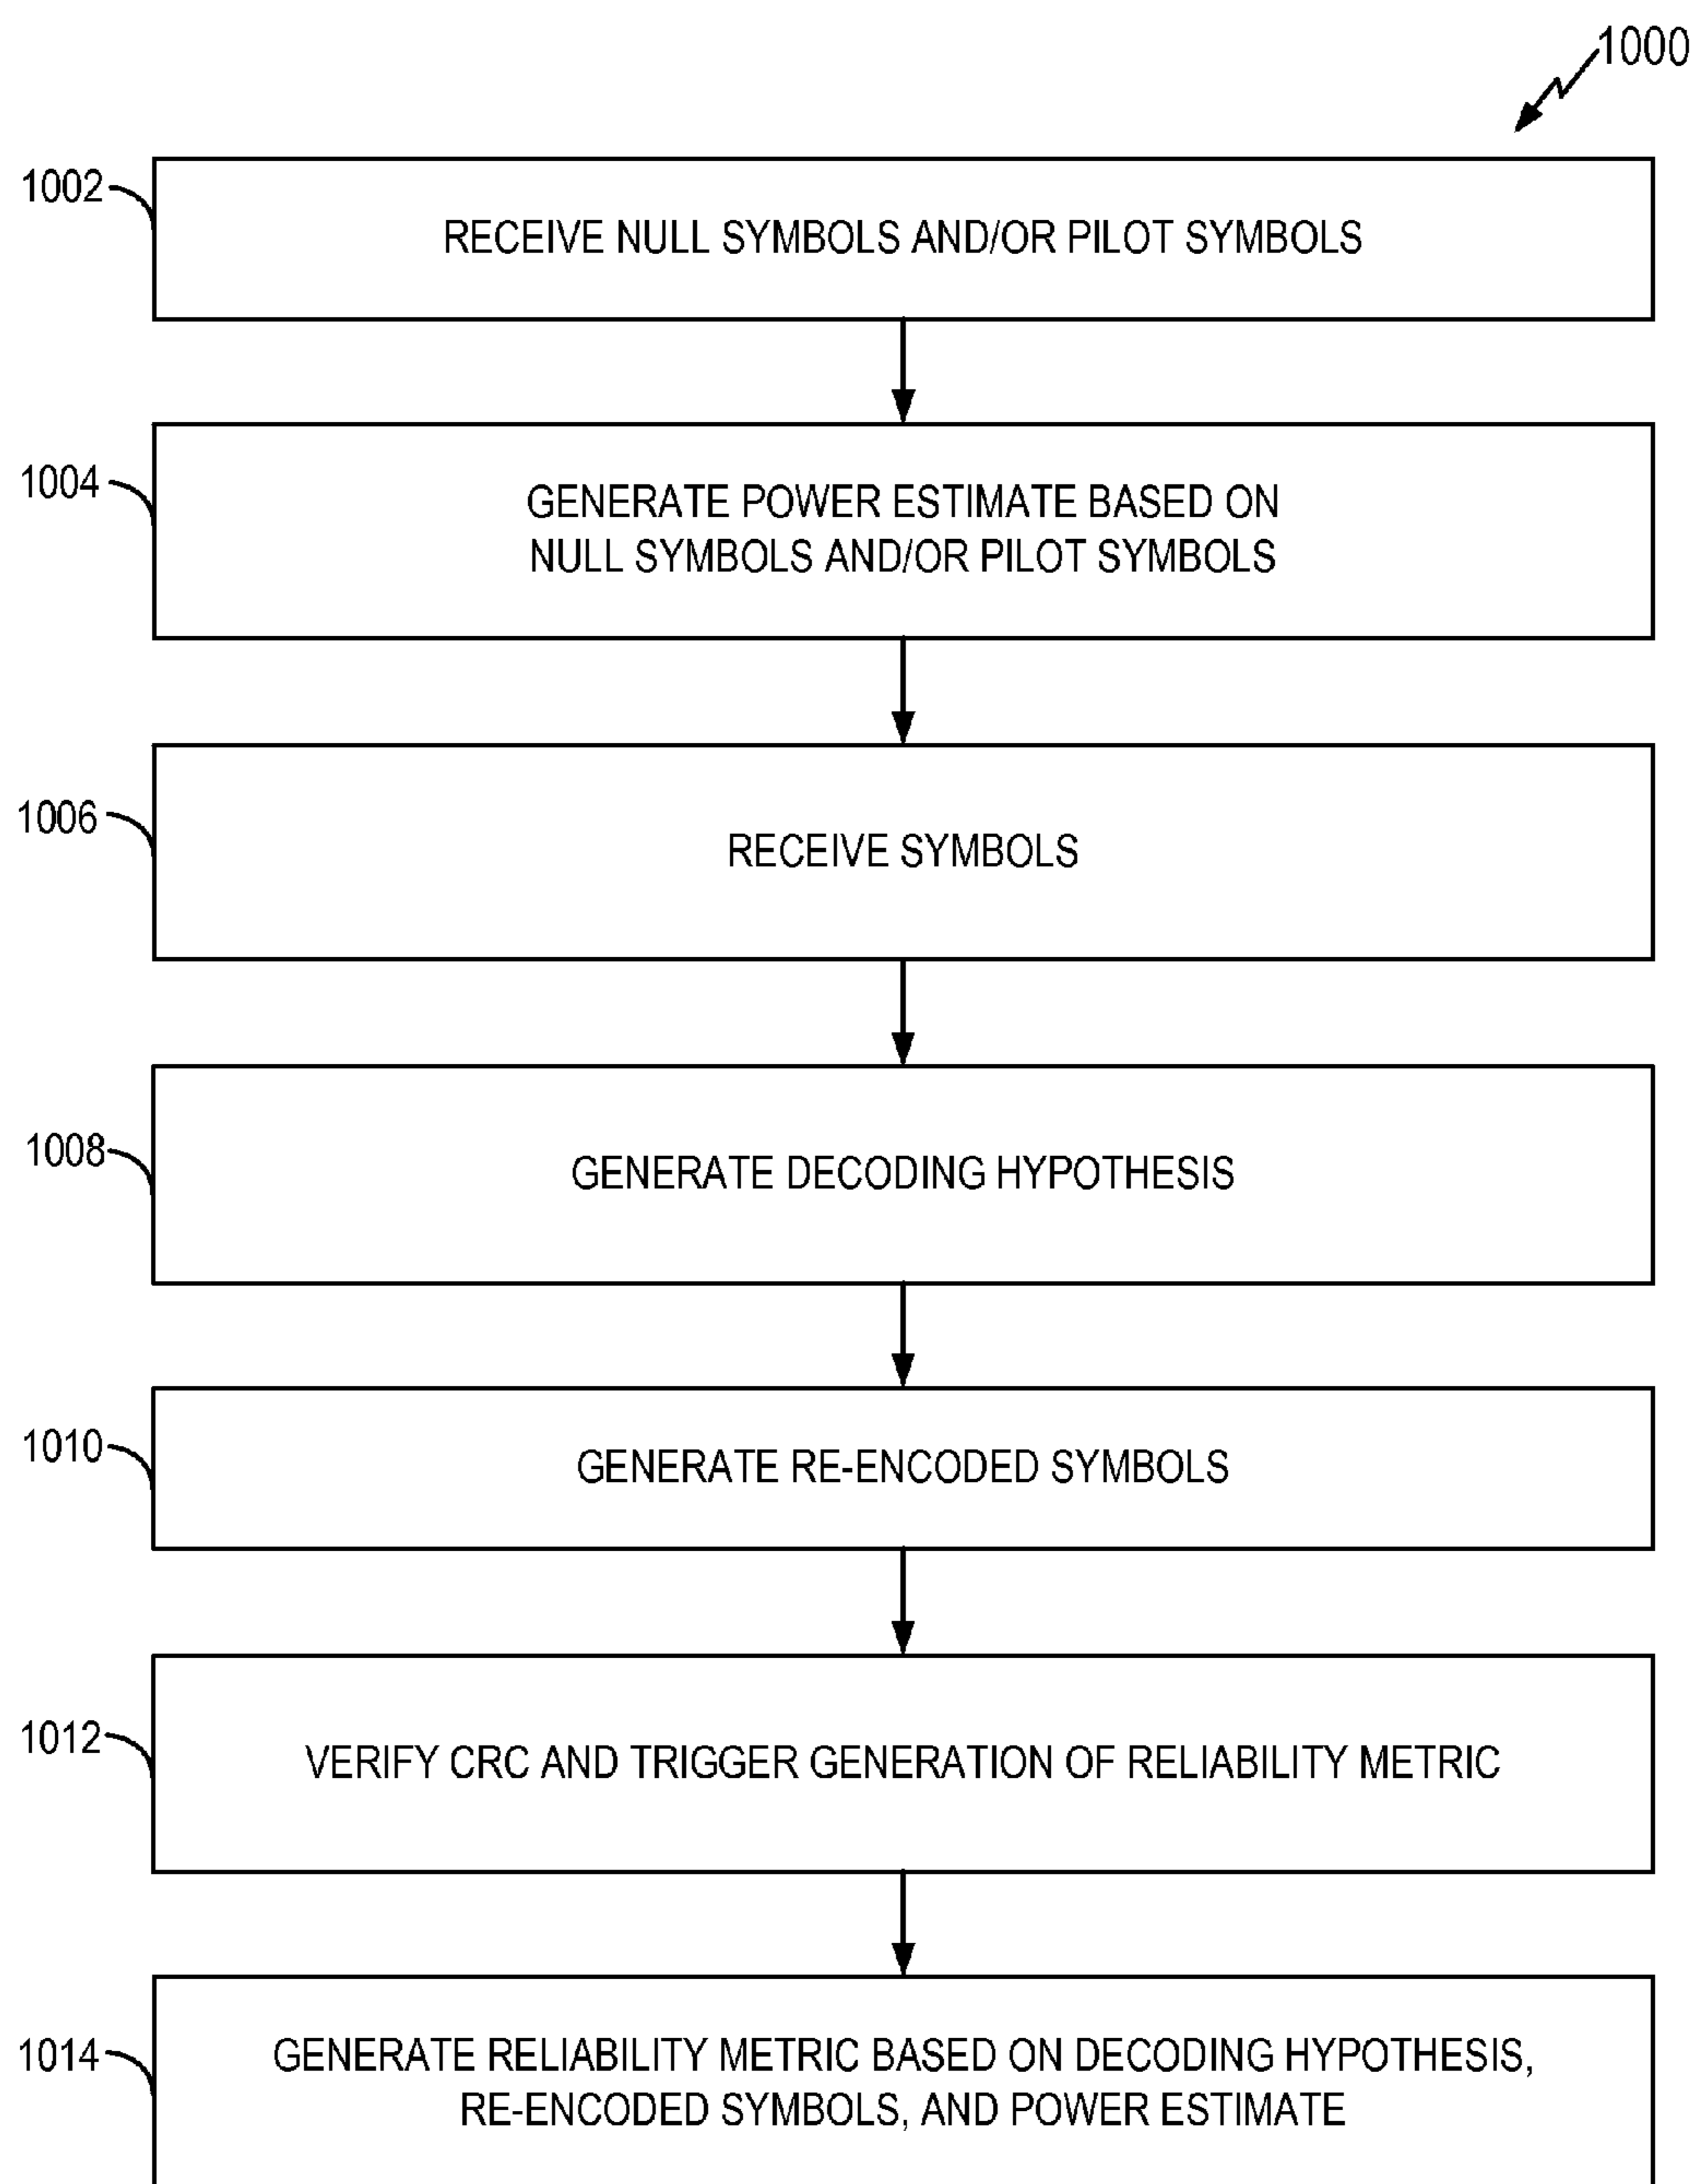 1000
1002
RECEIVE NULL SYMBOLS AND/OR PILOT SYMBOLS
1004
GENERATE POWER ESTIMATE BASED ON
NULL SYMBOLS AND/OR PILOT SYMBOLS
1006
RECEIVE SYMBOLS
1008
GENERATE DECODING HYPOTHESIS
1010
GENERATE RE-ENCODED SYMBOLS
1012
VERIFY CRC AND TRIGGER GENERATION OF RELIABILITY METRIC
1014
GENERATE RELIABILITY METRIC BASED ON DECODING HYPOTHESIS,
RE-ENCODED SYMBOLS, AND POWER ESTIMATE